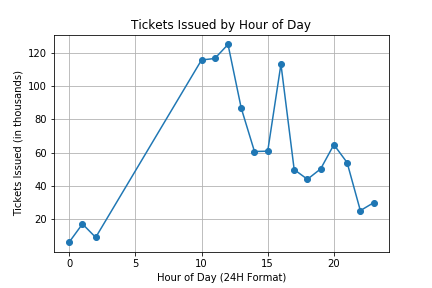 Tickets Issued by Hour of Day
Tickets Issued (in thousands)
120
100
80
60
40
20
0 5 10 15 20
Hour of Day (24H Format)